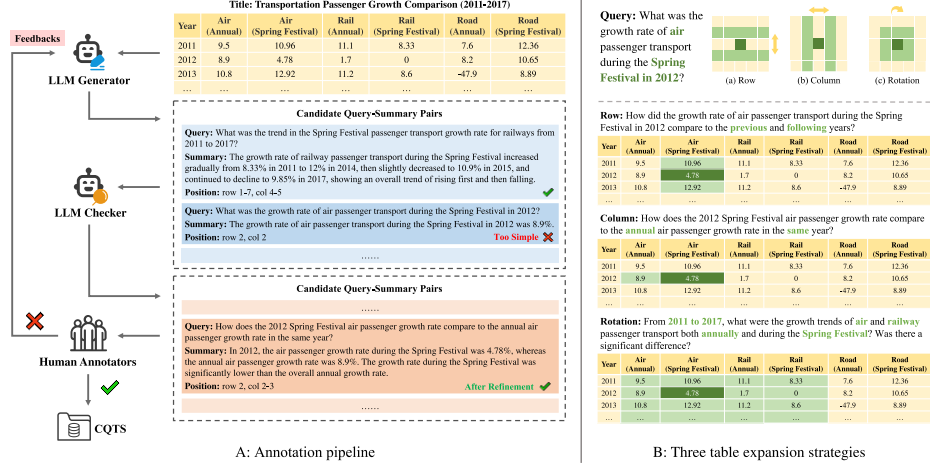 Title: Transportation Passenger Growth Comparison (2011-2017)
Feedbacks
LLM Generator
Year Air (Annual) Air (Spring Festival) Rail (Annual) Rail (Spring Festival) Road (Annual) Road (Spring Festival)
2011 9.5 10.96 11.1 8.33 7.6 12.36
2012 8.9 4.78 1.7 0 8.2 10.65
2013 10.8 12.92 11.2 8.6 -47.9 8.89
... ... ... ... ... ... ...
Candidate Query-Summary Pairs
Query: What was the trend in the Spring Festival passenger transport growth rate for railways from
2011 to 2017?
Summary: The growth rate of railway passenger transport during the Spring Festival increased
gradually from 8.33% in 2011 to 12% in 2014, then slightly decreased to 10.9% in 2015, and
continued to decline to 9.85% in 2017, showing an overall trend of rising first and then falling.
Position: row 1-7, col 4-5
LLM Checker
Query: What was the growth rate of air passenger transport during the Spring Festival in 2012?
Summary: The growth rate of air passenger transport during the Spring Festival in 2012 was 8.9%.
Position: row 2, col 2 Too Simple
......
Candidate Query-Summary Pairs
......
Query: How does the 2012 Spring Festival air passenger growth rate compare to the annual air
passenger growth rate in the same year?
Summary: In 2012, the air passenger growth rate during the Spring Festival was 4.78%, whereas
the annual air passenger growth rate was 8.9%. The growth rate during the Spring Festival was
significantly lower than the overall annual growth rate.
Position: row 2, col 2-3 After Refinement
......
Human Annotators
CQTS
A: Annotation pipeline
Query: What was the
growth rate of air
passenger transport
during the Spring
Festival in 2012?
(a) Row (b) Column (c) Rotation
Row: How did the growth rate of air passenger transport during the Spring
Festival in 2012 compare to the previous and following years?
Year Air (Annual) Air (Spring Festival) Rail (Annual) Rail (Spring Festival) Road (Annual) Road (Spring Festival)
2011 9.5 10.96 11.1 8.33 7.6 12.36
2012 8.9 4.78 1.7 0 8.2 10.65
2013 10.8 12.92 11.2 8.6 -47.9 8.89
... ... ... ... ... ... ...
Column: How does the 2012 Spring Festival air passenger growth rate compare
to the annual air passenger growth rate in the same year?
Year Air (Annual) Air (Spring Festival) Rail (Annual) Rail (Spring Festival) Road (Annual) Road (Spring Festival)
2011 9.5 10.96 11.1 8.33 7.6 12.36
2012 8.9 4.78 1.7 0 8.2 10.65
2013 10.8 12.92 11.2 8.6 -47.9 8.89
... ... ... ... ... ... ...
Rotation: From 2011 to 2017, what were the growth trends of air and railway
passenger transport both annually and during the Spring Festival? Was there a
significant difference?
Year Air (Annual) Air (Spring Festival) Rail (Annual) Rail (Spring Festival) Road (Annual) Road (Spring Festival)
2011 9.5 10.96 11.1 8.33 7.6 12.36
2012 8.9 4.78 1.7 0 8.2 10.65
2013 10.8 12.92 11.2 8.6 -47.9 8.89
... ... ... ... ... ... ...
B: Three table expansion strategies